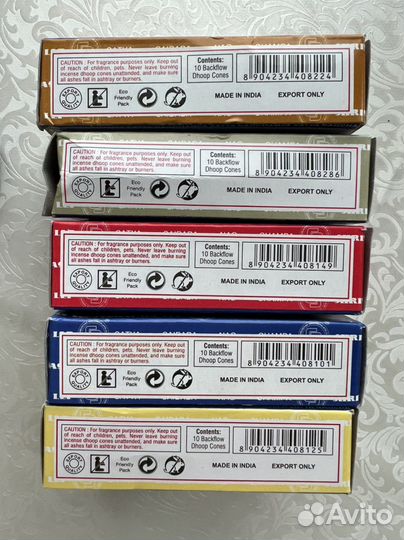 CAUTION : For fragrance purposes only. Keep out
of reach of children, pets. Never leave burning
incense dhoop cones unattended, and make sure
all ashes fall in ashtray or burners.
EXPORT QUALITY
Eco
Friendly
Pack
Contents:
10 Backflow
Dhoop Cones
8 904234 408224
MADE IN INDIA EXPORT ONLY
CAUTION : For fragrance purposes only. Keep out
of reach of children, pets. Never leave burning
incense dhoop cones unattended, and make sure
all ashes fall in ashtray or burners.
EXPORT QUALITY
Eco
Friendly
Pack
Contents:
10 Backflow
Dhoop Cones
8 904234 408286
MADE IN INDIA EXPORT ONLY
CAUTION : For fragrance purposes only. Keep out
of reach of children, pets. Never leave burning
incense dhoop cones unattended, and make sure
all ashes fall in ashtray or burners.
EXPORT QUALITY
Eco
Friendly
Pack
Contents:
10 Backflow
Dhoop Cones
8 904234 408149
MADE IN INDIA EXPORT ONLY
CAUTION : For fragrance purposes only. Keep out
of reach of children, pets. Never leave burning
incense dhoop cones unattended, and make sure
all ashes fall in ashtray or burners.
EXPORT QUALITY
Eco
Friendly
Pack
Contents:
10 Backflow
Dhoop Cones
8 904234 408101
MADE IN INDIA EXPORT ONLY
CAUTION : For fragrance purposes only. Keep out
of reach of children, pets. Never leave burning
incense dhoop cones unattended, and make sure
all ashes fall in ashtray or burners.
EXPORT QUALITY
Eco
Friendly
Pack
Contents:
10 Backflow
Dhoop Cones
8 904234 408125
MADE IN INDIA EXPORT ONLY
Avito